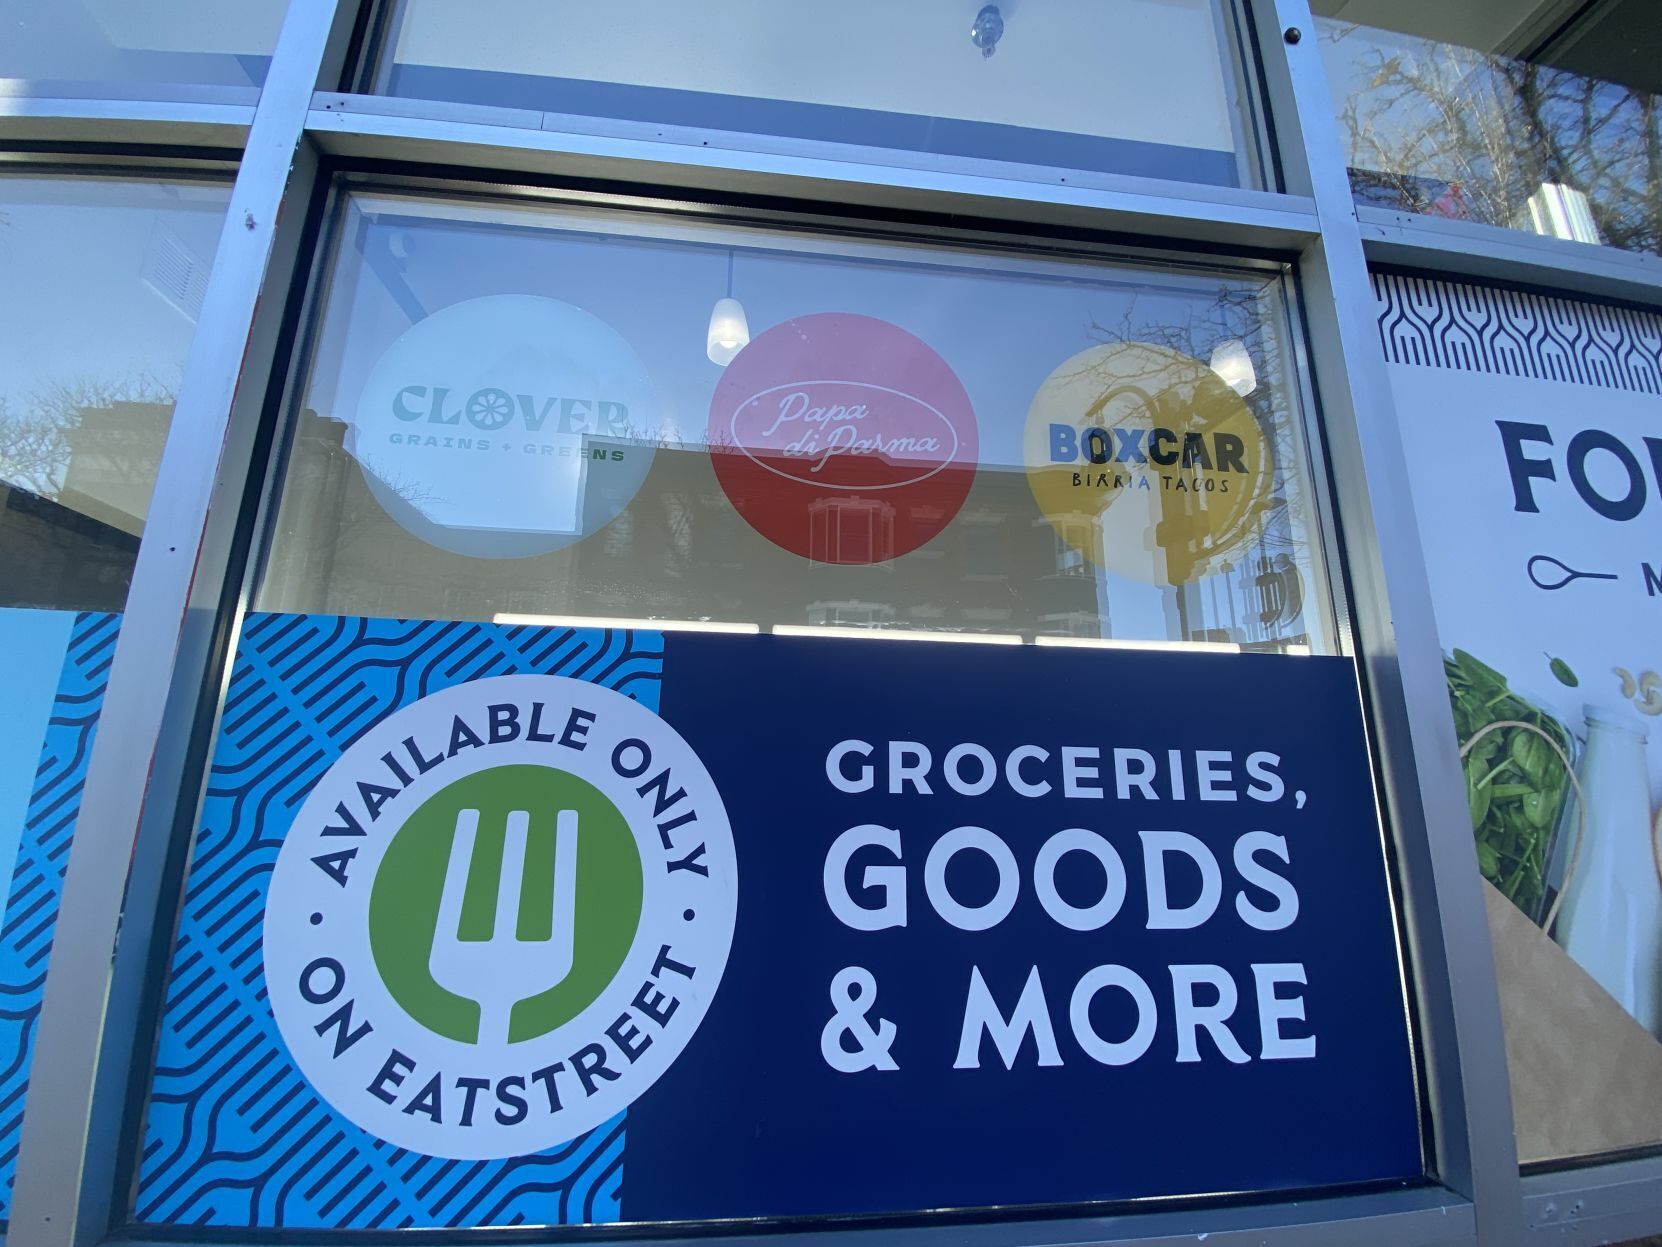 CLOVER
GRAINS + GREENS
Papa
di Parma
BOXCAR
BIRRIA TACOS
AVAILABLE ONLY
• ON EATSTREET •
GROCERIES,
GOODS
& MORE